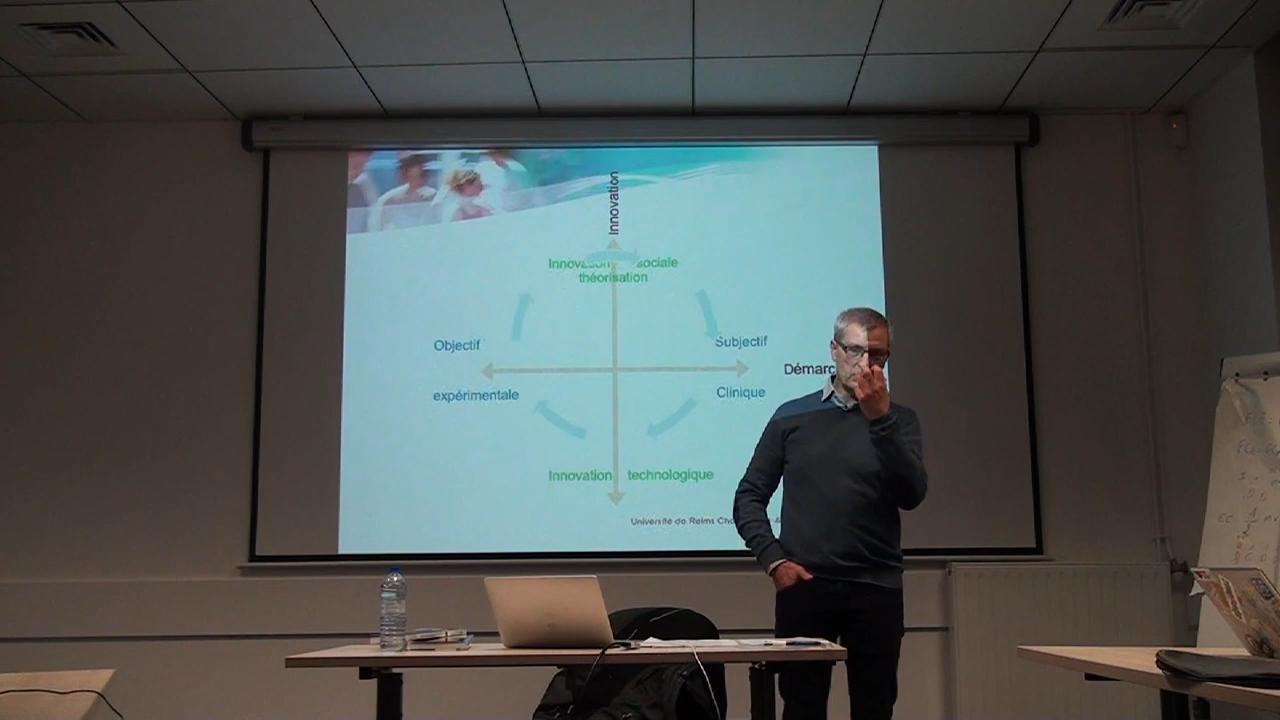 Innovation
Innovation sociale
théorisation
Objectif
Subjectif
Démarc
expérimentale
Clinique
Innovation technologique
Université de Reims